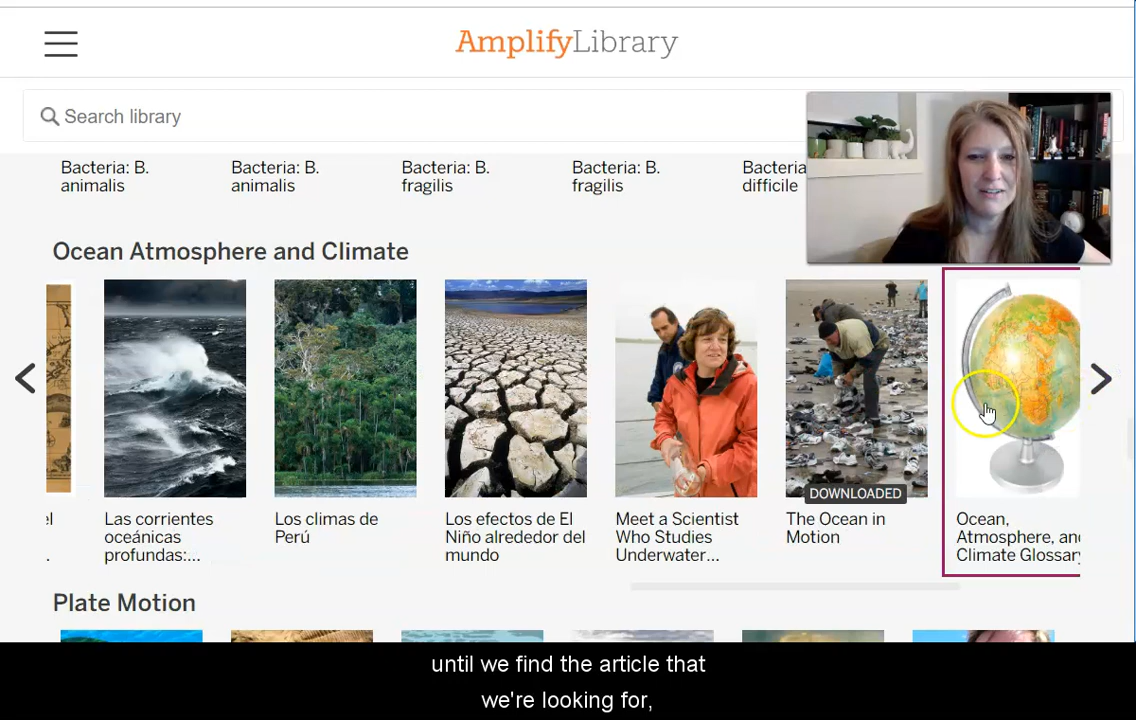 AmplifyLibrary
Search library
Bacteria: B.
animalis
Bacteria: B.
animalis
Bacteria: B.
fragilis
Bacteria: B.
fragilis
Bacteria
difficile
Ocean Atmosphere and Climate
el
.
Las corrientes
oceánicas
profundas:...
Los climas de
Perú
Los efectos de El
Niño alrededor del
mundo
Meet a Scientist
Who Studies
Underwater...
DOWNLOADED
The Ocean in
Motion
Ocean,
Atmosphere, and
Climate Glossary
Plate Motion
until we find the article that
we're looking for,